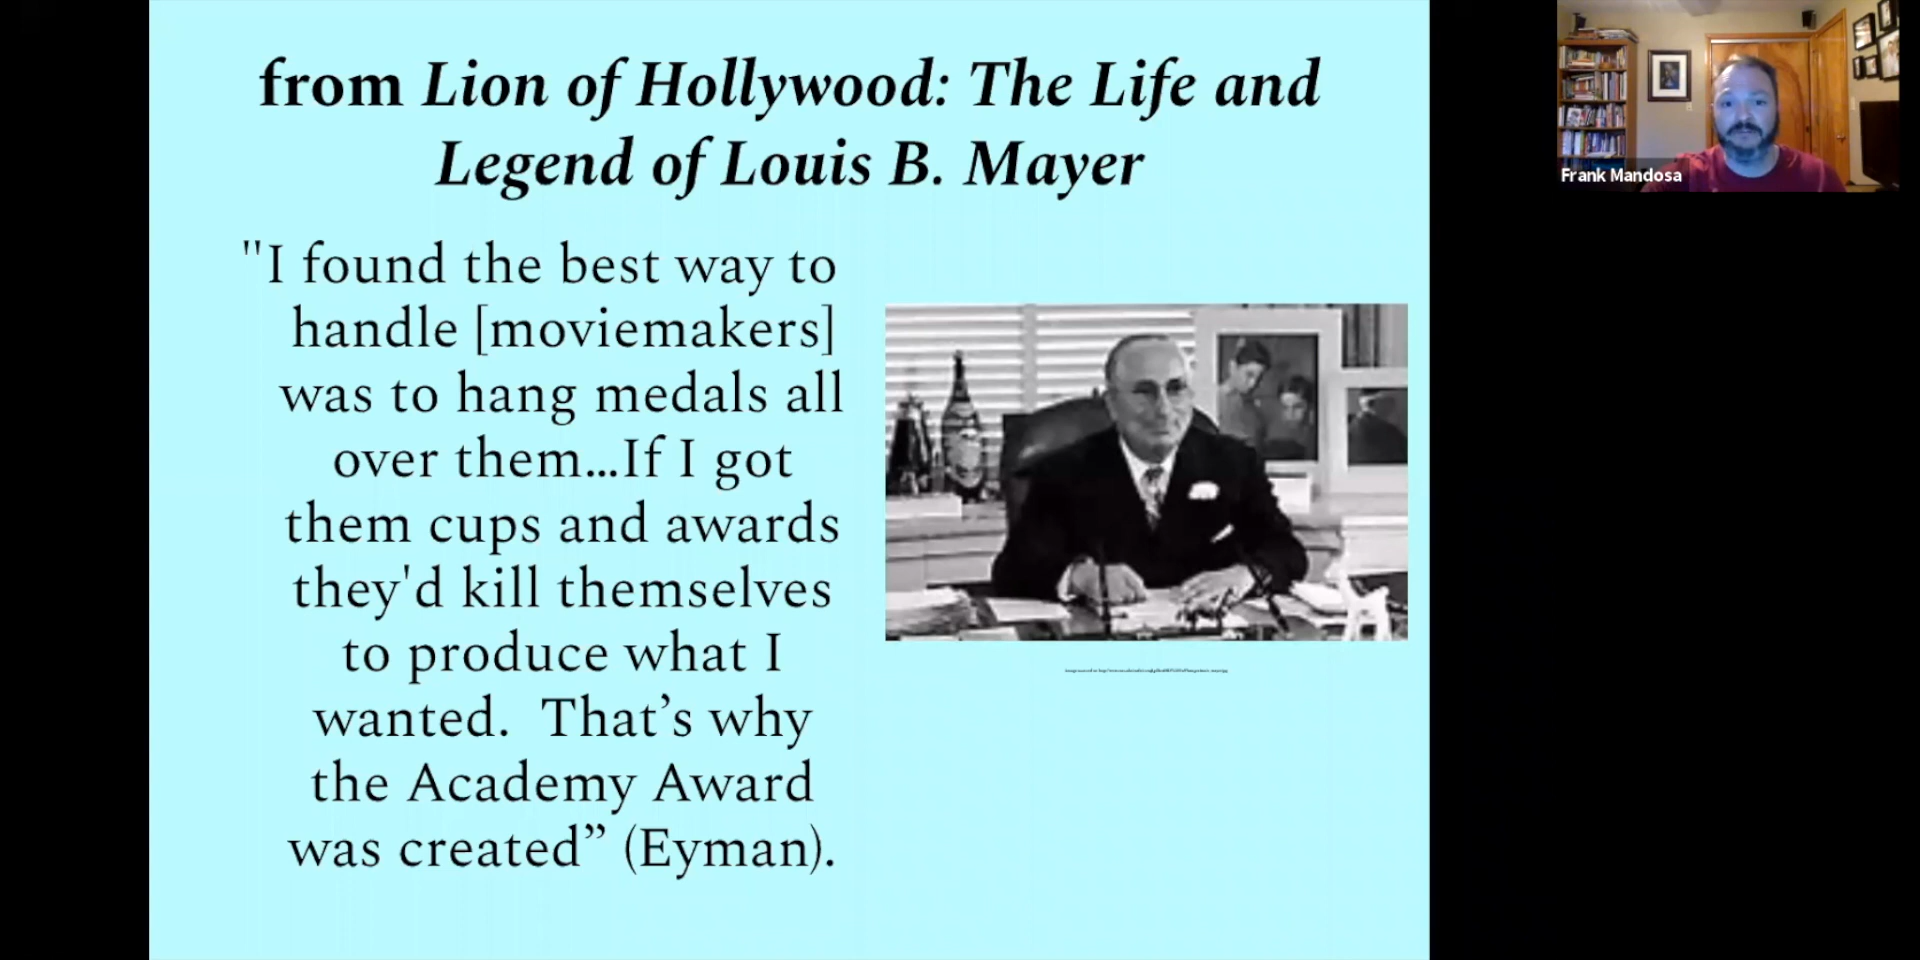 from Lion of Hollywood: The Life and
Legend of Louis B. Mayer
"I found the best way to
handle [moviemakers]
was to hang medals all
over them...If I got
them cups and awards
they'd kill themselves
to produce what I
wanted.  That’s why
the Academy Award
was created” (Eyman).
Frank Mandosa